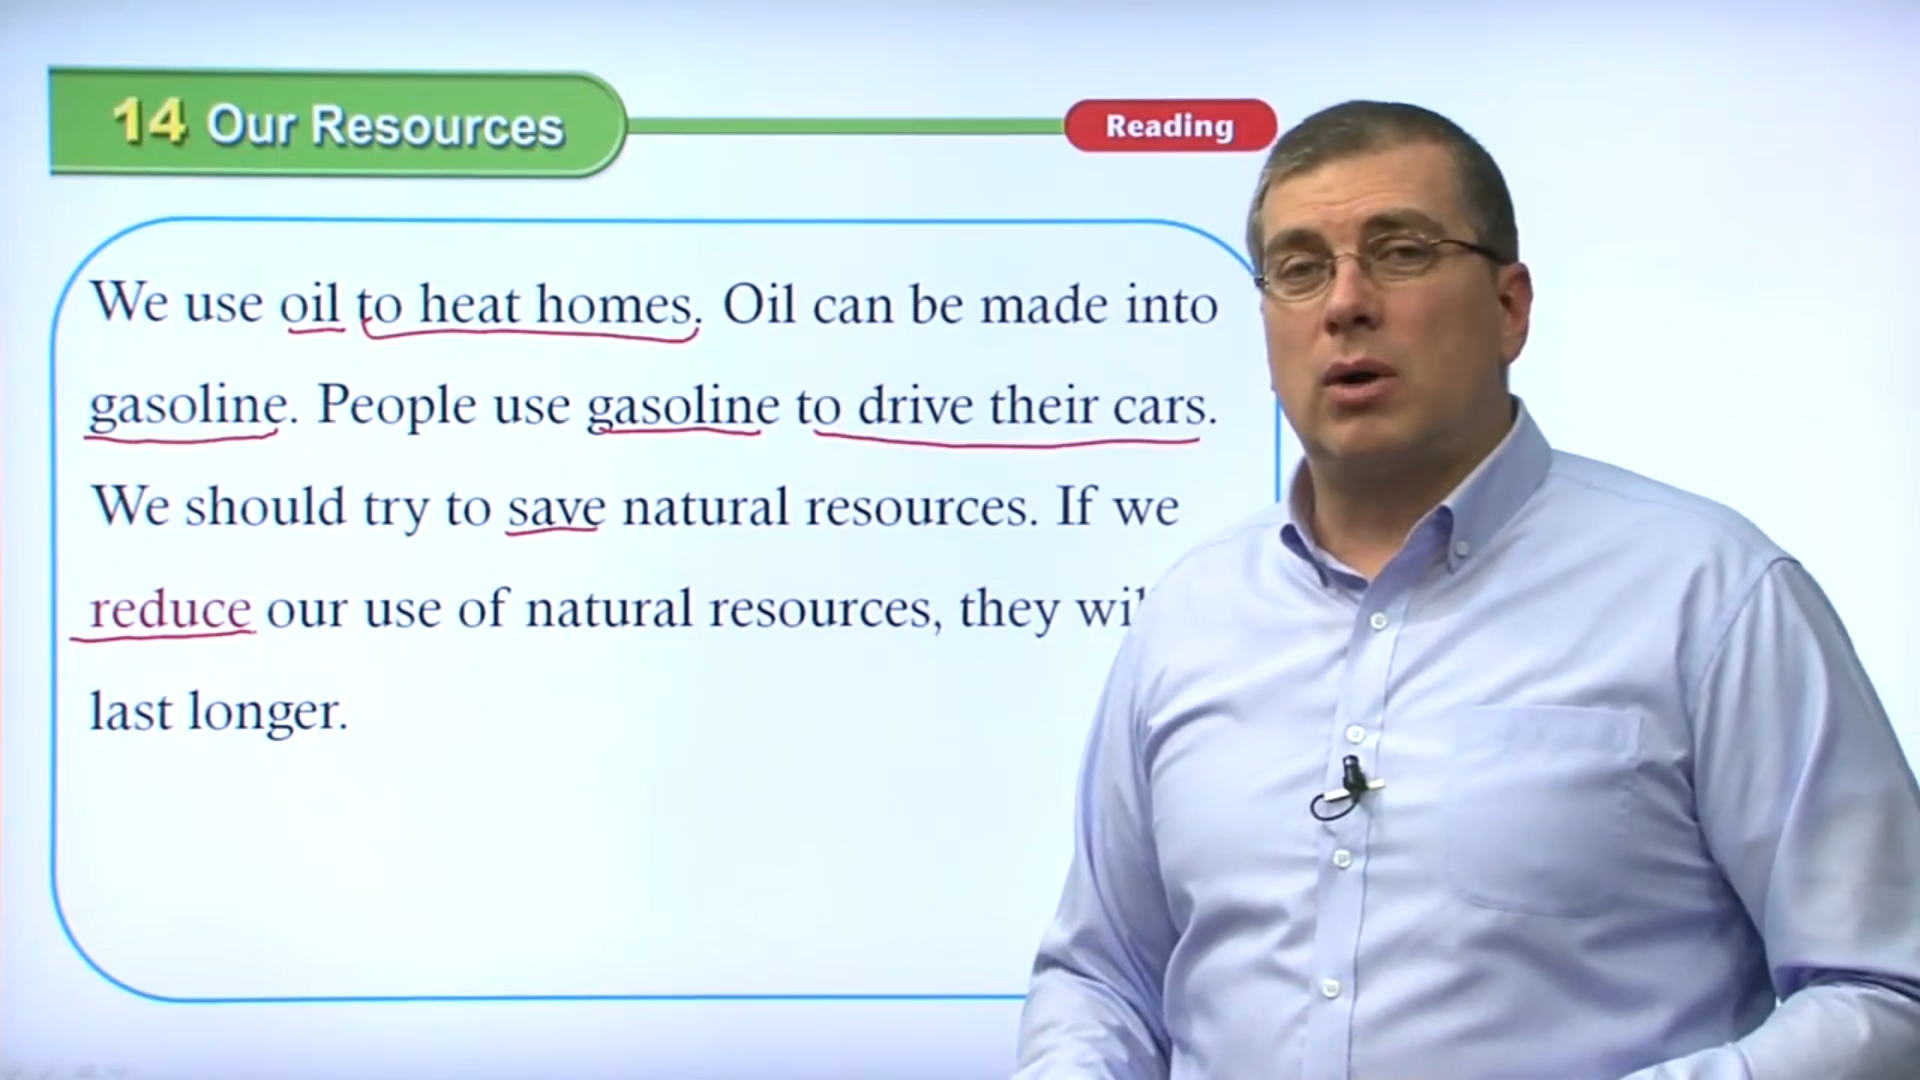 14 Our Resources
Reading
We use oil to heat homes. Oil can be made into
gasoline. People use gasoline to drive their cars.
We should try to save natural resources. If we
reduce our use of natural resources, they
last longer.